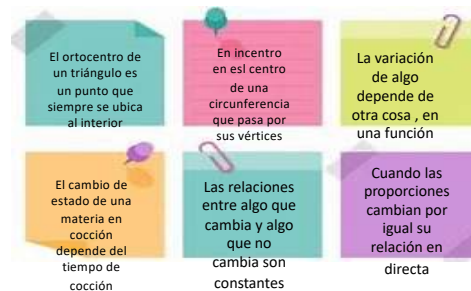 El ortocentro de
un triángulo es
un punto que
siempre se ubica
al interior
En incentro
en esl centro
de una
circunferencia
que pasa por
sus vértices
La variación
de algo
depende de
otra cosa , en
una función
El cambio de
estado de una
materia en
cocción
depende del
tiempo de
cocción
Las relaciones
entre algo que
cambia y algo
que no
cambia son
constantes
Cuando las
proporciones
cambian por
igual su
relación en
directa